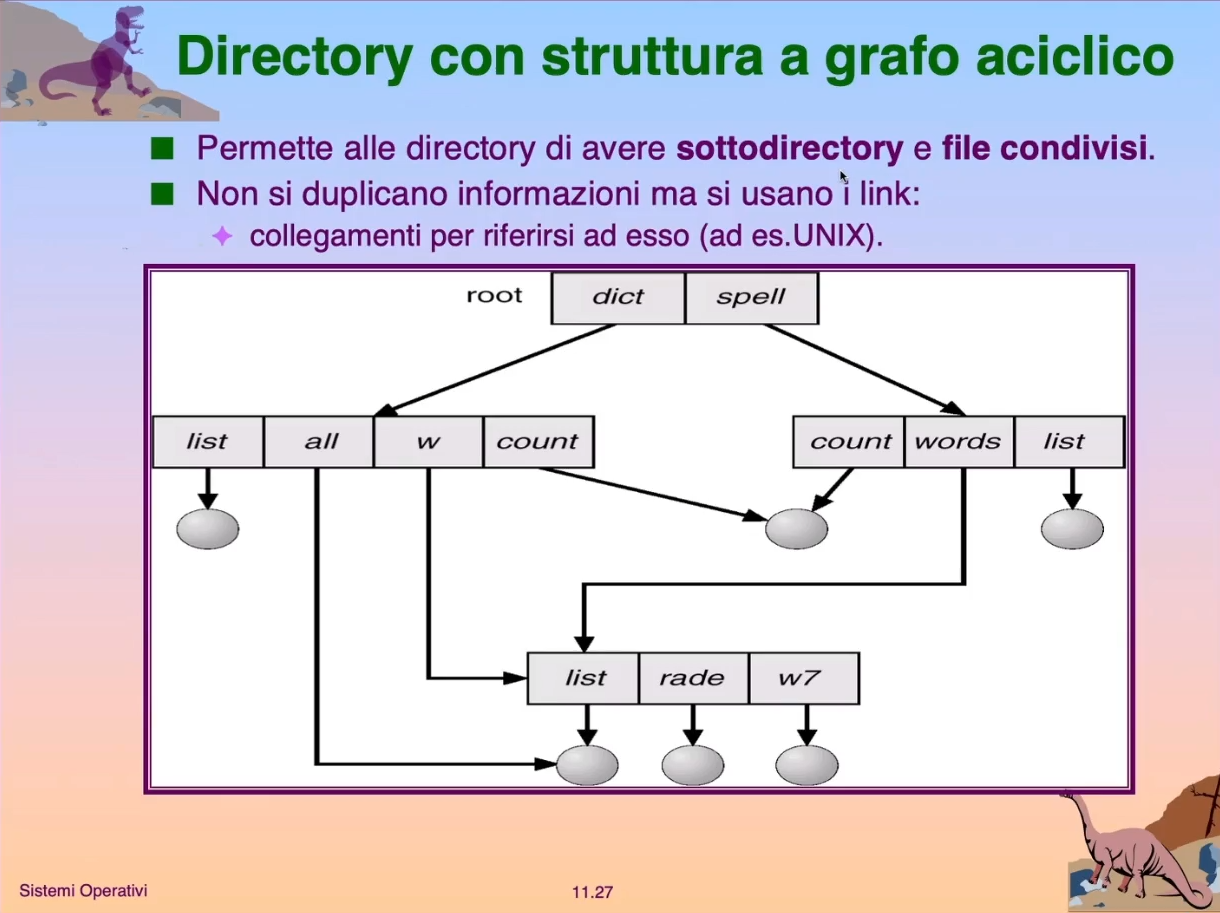 Directory con struttura a grafo aciclico
Permette alle directory di avere sottodirectory e file condivisi.
Non si duplicano informazioni ma si usano i link:
collegamenti per riferirsi ad esso (ad es.UNIX).
root dict spell
list all w count count words list
list rade w7
Sistemi Operativi 11.27